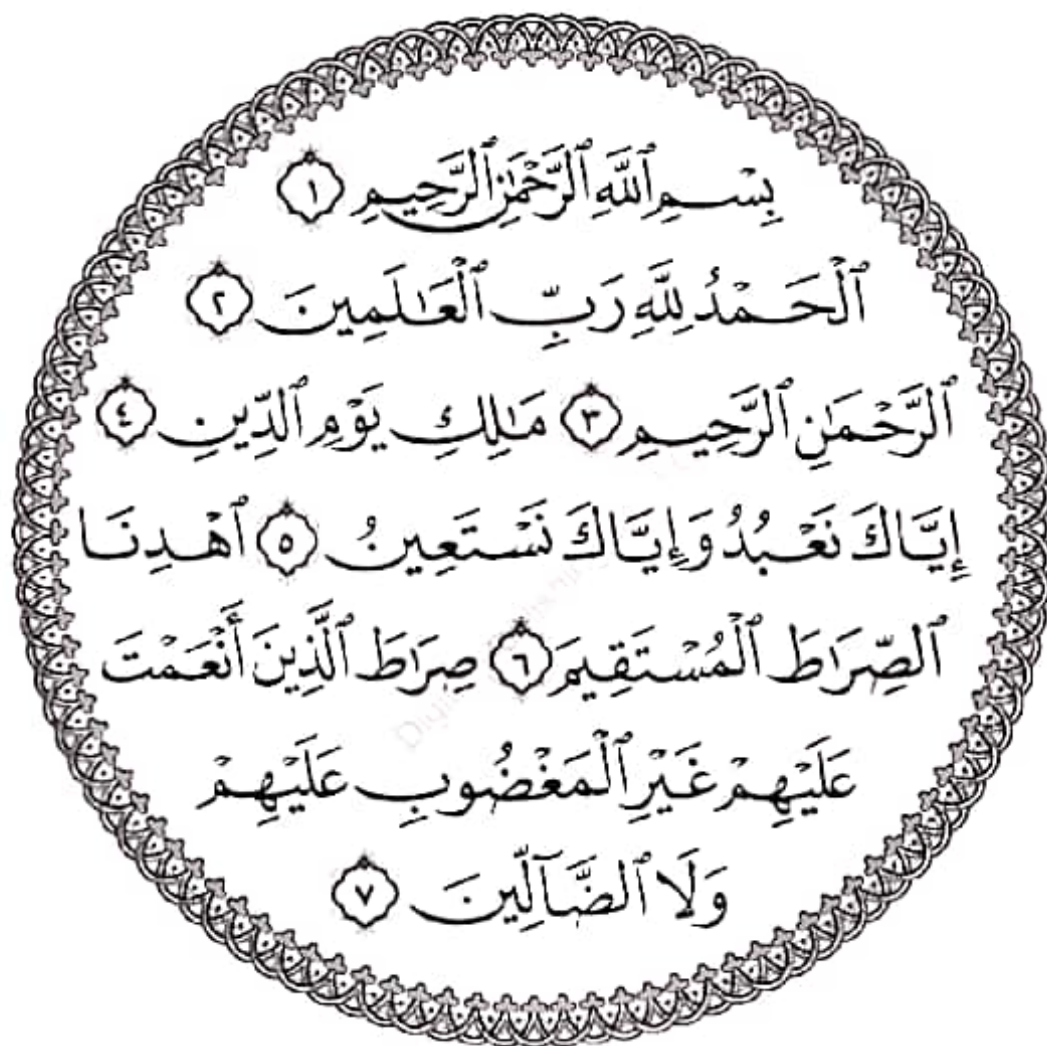 بِسْمِ ٱللَّهِ ٱلرَّحْمَٰنِ ٱلرَّحِيمِ ١
ٱلْحَمْدُ لِلَّهِ رَبِّ ٱلْعَٰلَمِينَ ٢
ٱلرَّحْمَٰنِ ٱلرَّحِيمِ ٣ مَٰلِكِ يَوْمِ ٱلدِّينِ ٤
إِيَّاكَ نَعْبُدُ وَإِيَّاكَ نَسْتَعِينُ ٥ ٱهْدِنَا
ٱلصِّرَٰطَ ٱلْمُسْتَقِيمَ ٦ صِرَٰطَ ٱلَّذِينَ أَنْعَمْتَ
عَلَيْهِمْ غَيْرِ ٱلْمَغْضُوبِ عَلَيْهِمْ
وَلَا ٱلضَّآلِّينَ ٧